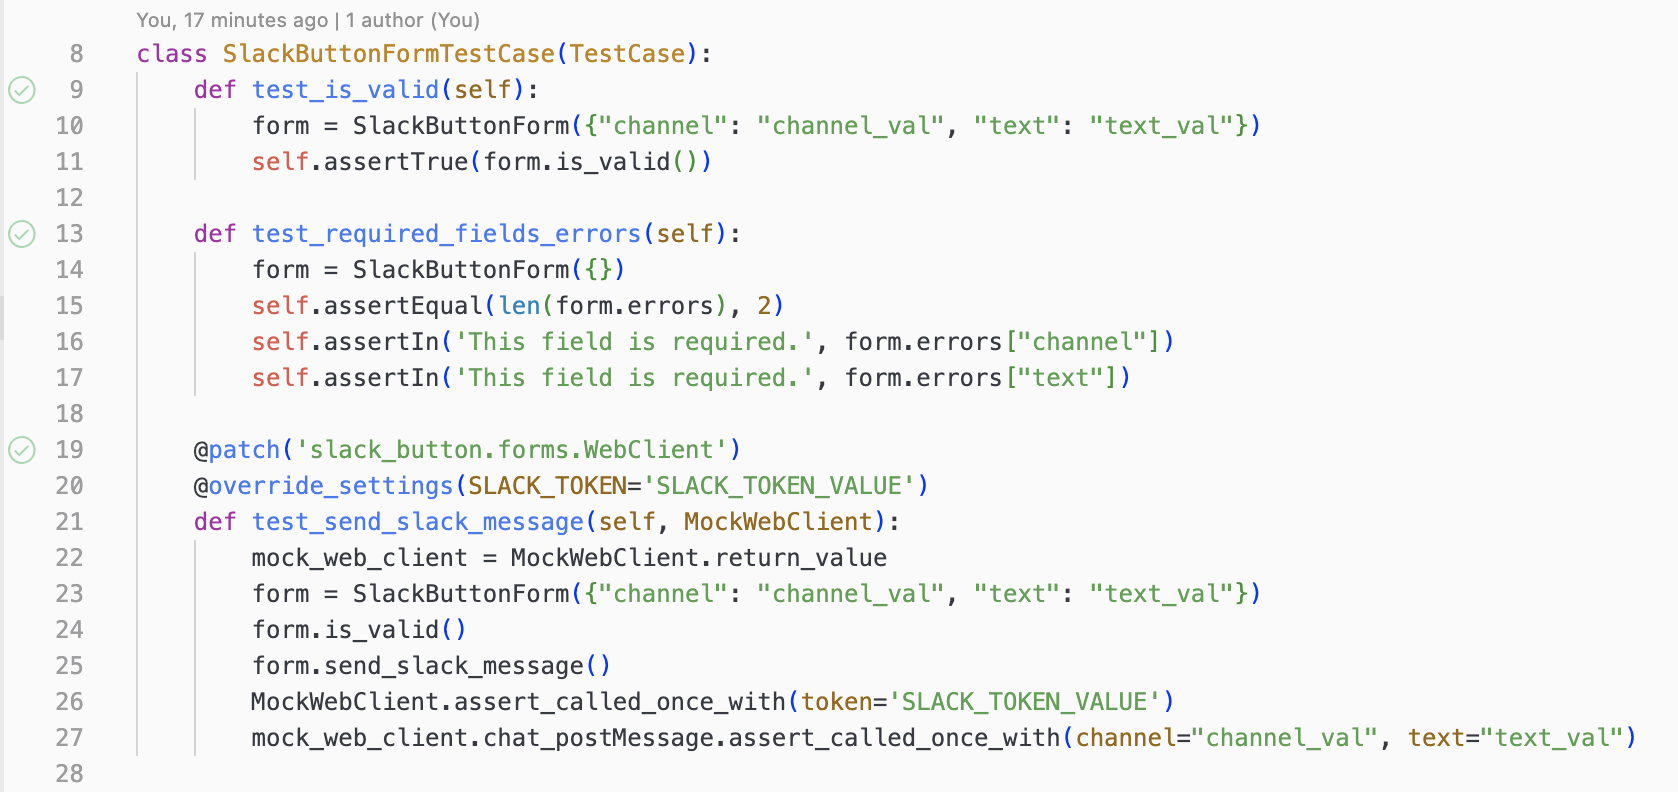 You, 17 minutes ago | 1 author (You)
8 class SlackButtonFormTestCase(TestCase):
9     def test_is_valid(self):
10         form = SlackButtonForm({"channel": "channel_val", "text": "text_val"})
11         self.assertTrue(form.is_valid())
12
13     def test_required_fields_errors(self):
14         form = SlackButtonForm({})
15         self.assertEqual(len(form.errors), 2)
16         self.assertIn('This field is required.', form.errors["channel"])
17         self.assertIn('This field is required.', form.errors["text"])
18
19     @patch('slack_button.forms.WebClient')
20     @override_settings(SLACK_TOKEN='SLACK_TOKEN_VALUE')
21     def test_send_slack_message(self, MockWebClient):
22         mock_web_client = MockWebClient.return_value
23         form = SlackButtonForm({"channel": "channel_val", "text": "text_val"})
24         form.is_valid()
25         form.send_slack_message()
26         MockWebClient.assert_called_once_with(token='SLACK_TOKEN_VALUE')
27         mock_web_client.chat_postMessage.assert_called_once_with(channel="channel_val", text="text_val")
28